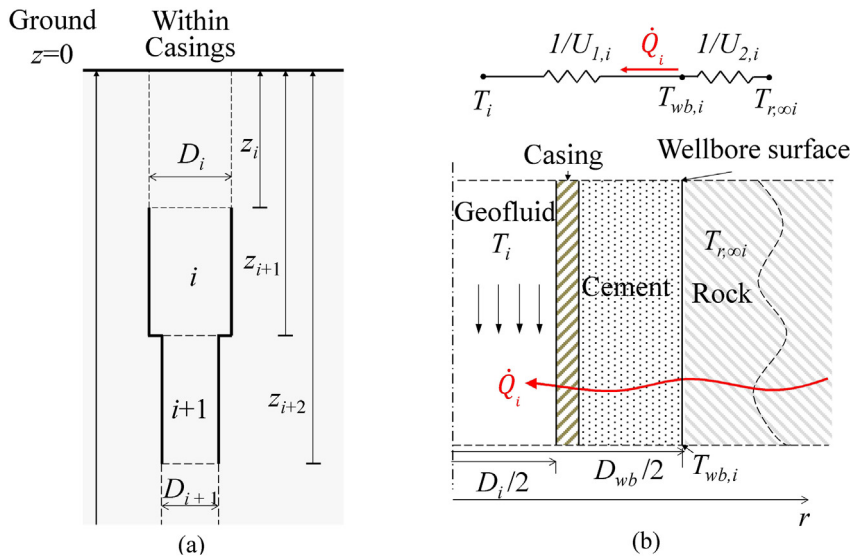 Ground
z=0
Within
Casings
z_i
D_i
z_{i+1}
i
i+1
z_{i+2}
D_{i+1}
(a)
1/U_{1,i}
Q̇_i
1/U_{2,i}
T_i
T_{wb,i}
T_{r,∞i}
Casing
Wellbore surface
Geofluid
T_i
T_{r,∞i}
Cement
Rock
Q̇_i
D_i/2
D_{wb}/2
T_{wb,i}
r
(b)